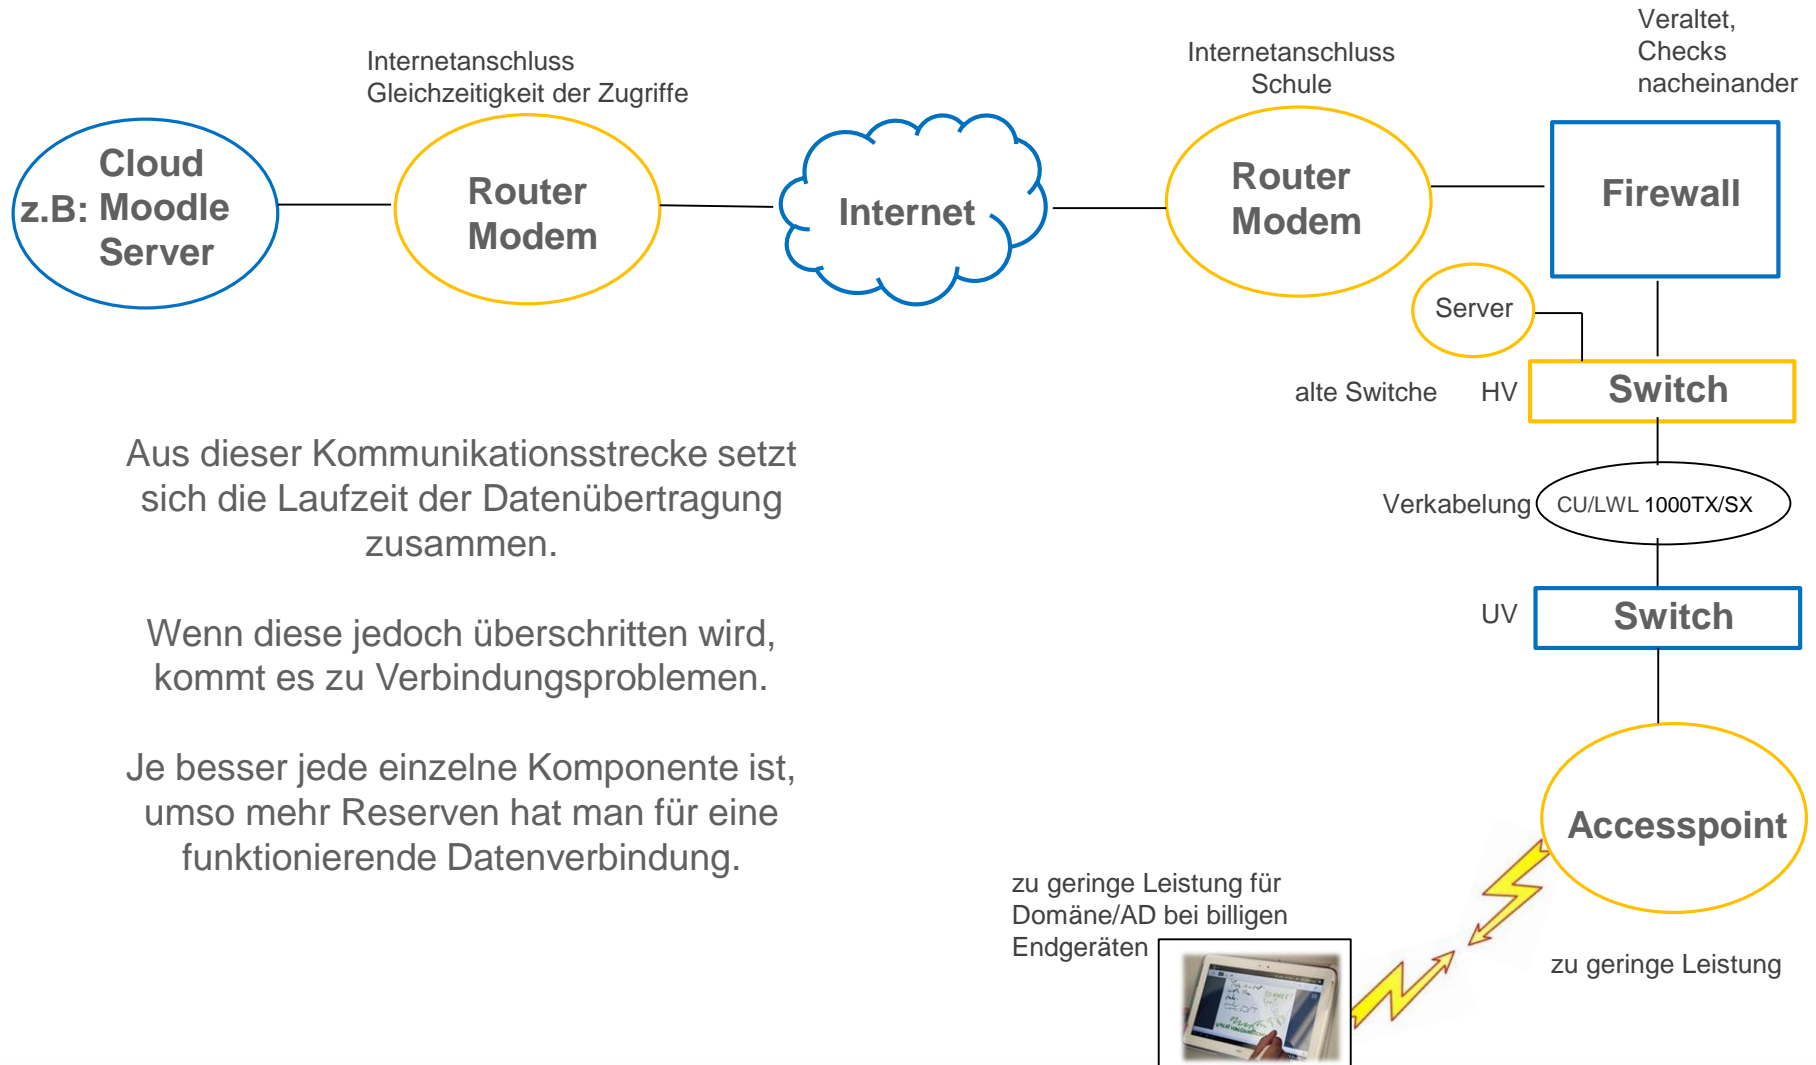 Internetanschluss
Gleichzeitigkeit der Zugriffe
Internetanschluss
Schule
Veraltet,
Checks
nacheinander
Cloud
z.B: Moodle
Server
Router
Modem
Internet
Router
Modem
Firewall
Server
alte Switche HV
Switch
Verkabelung
CU/LWL 1000TX/SX
UV
Switch
Accesspoint
zu geringe Leistung
Aus dieser Kommunikationsstrecke setzt
sich die Laufzeit der Datenübertragung
zusammen.
Wenn diese jedoch überschritten wird,
kommt es zu Verbindungsproblemen.
Je besser jede einzelne Komponente ist,
umso mehr Reserven hat man für eine
funktionierende Datenverbindung.
zu geringe Leistung für
Domäne/AD bei billigen
Endgeräten